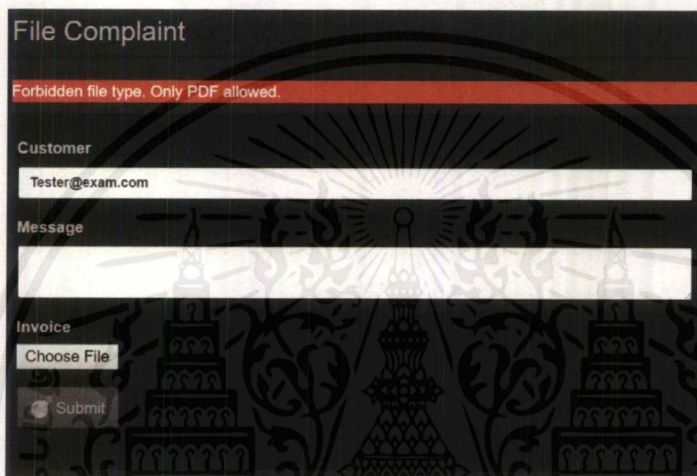 File Complaint
Forbidden file type. Only PDF allowed.
Customer
Tester@exam.com
Message
Invoice
Choose File
Submit